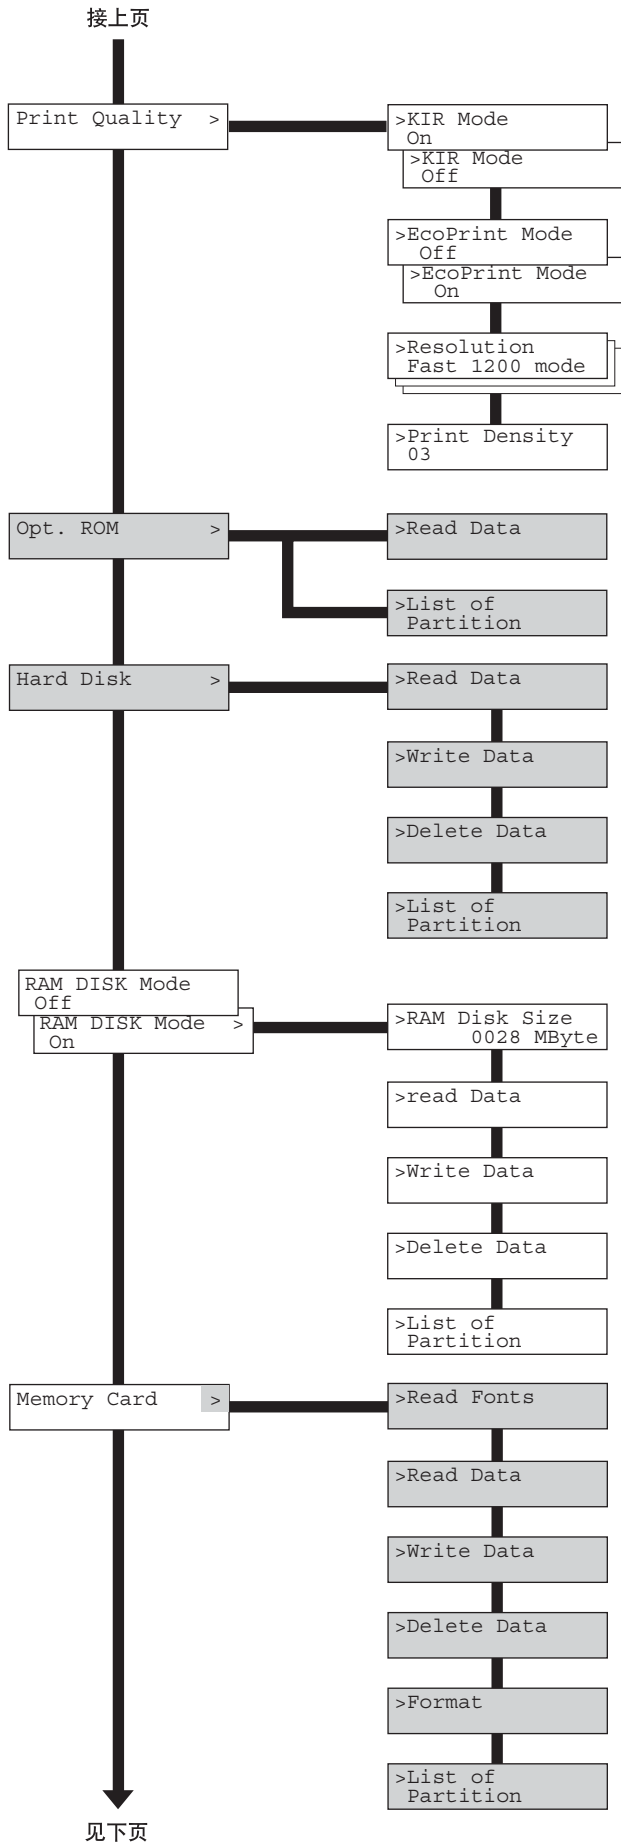 接上页
Print Quality >
>KIR Mode
On
>KIR Mode
Off
>EcoPrint Mode
Off
>EcoPrint Mode
On
>Resolution
Fast 1200 mode
>Print Density
03
Opt. ROM >
>Read Data
>List of
Partition
Hard Disk >
>Read Data
>Write Data
>Delete Data
>List of
Partition
RAM DISK Mode
Off
RAM DISK Mode >
On
>RAM Disk Size
0028 MByte
>read Data
>Write Data
>Delete Data
>List of
Partition
Memory Card >
>Read Fonts
>Read Data
>Write Data
>Delete Data
>Format
>List of
Partition
见下页